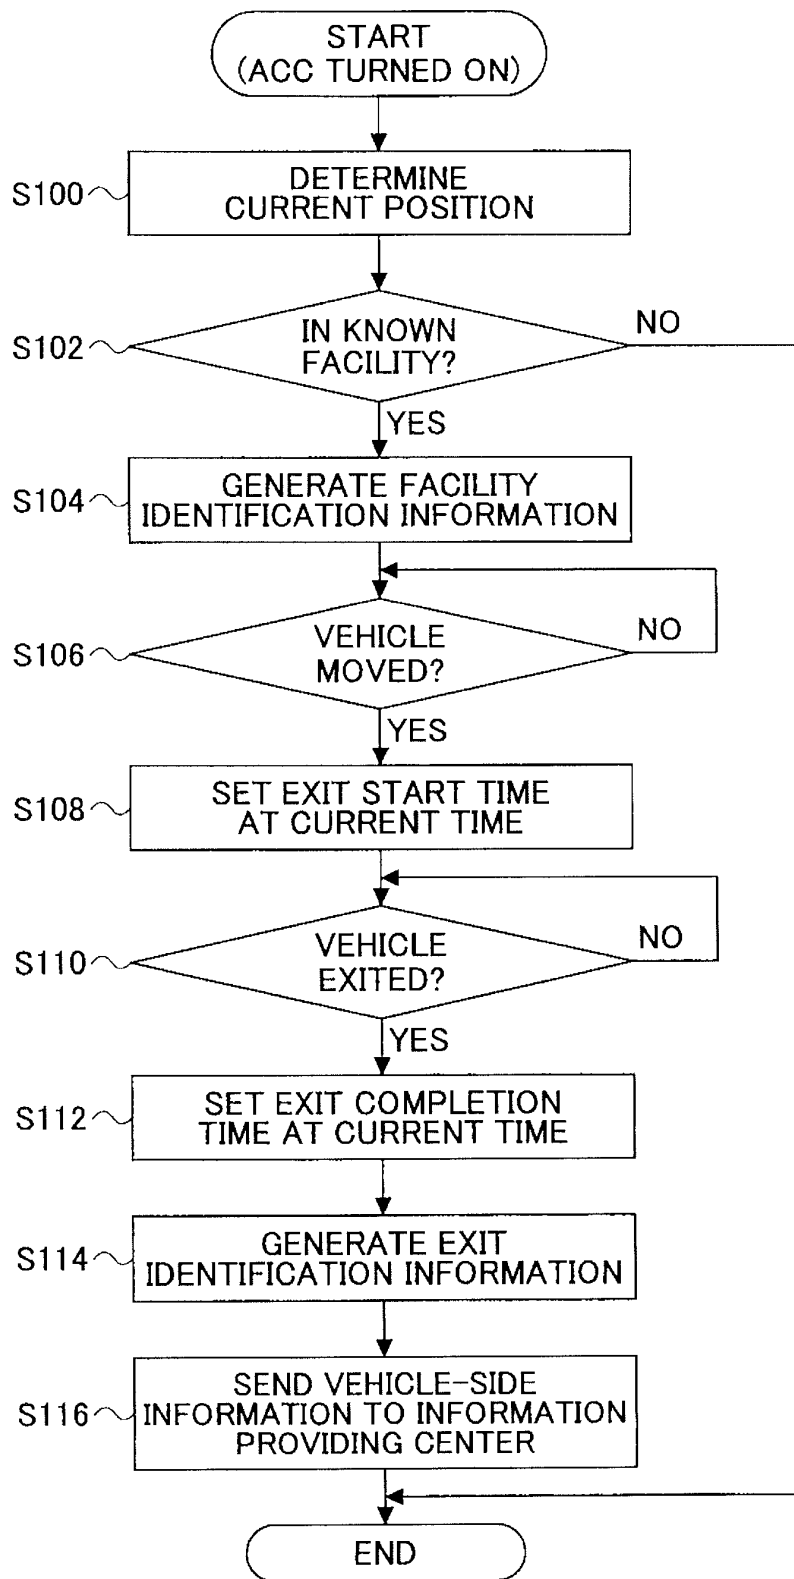 START
(ACC TURNED ON)
S100
DETERMINE
CURRENT POSITION
S102
IN KNOWN
FACILITY?
NO
YES
S104
GENERATE FACILITY
IDENTIFICATION INFORMATION
S106
VEHICLE
MOVED?
NO
YES
S108
SET EXIT START TIME
AT CURRENT TIME
S110
VEHICLE
EXITED?
NO
YES
S112
SET EXIT COMPLETION
TIME AT CURRENT TIME
S114
GENERATE EXIT
IDENTIFICATION INFORMATION
S116
SEND VEHICLE-SIDE
INFORMATION TO INFORMATION
PROVIDING CENTER
END